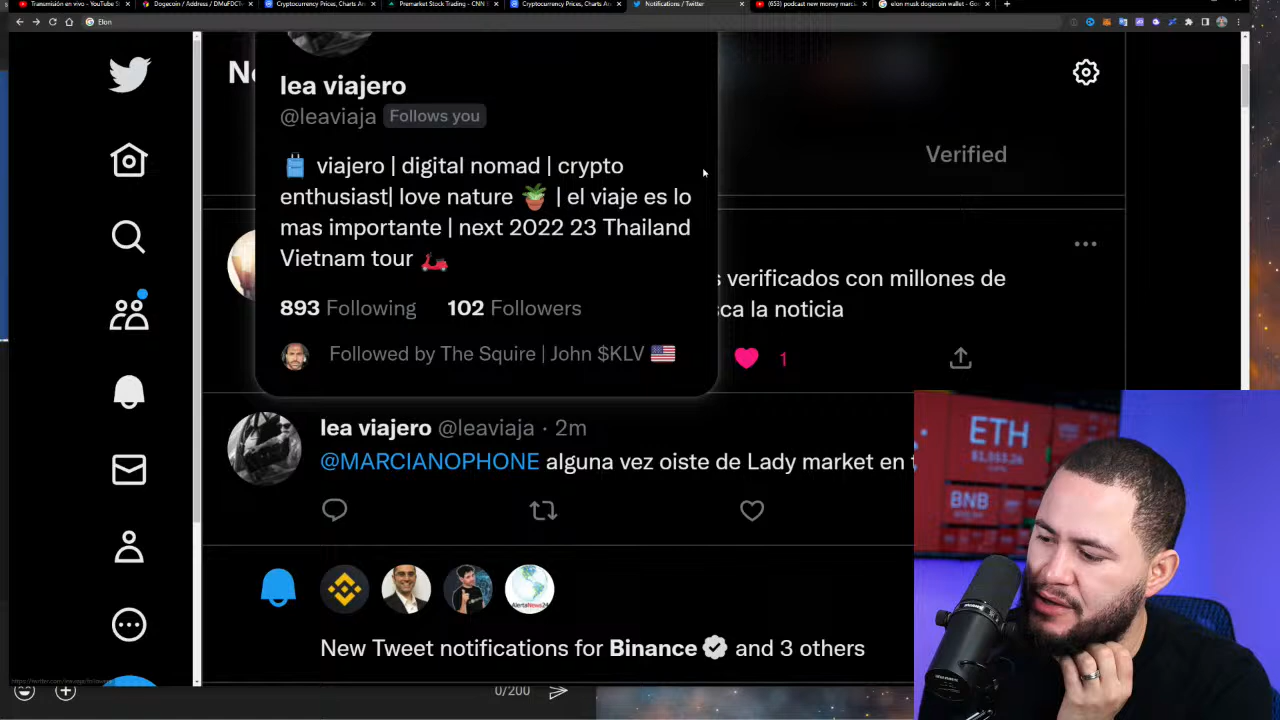 Transmisión en vivo - YouTube S
Dogecoin / Address / DMuFDCT
Cryptocurrency Prices, Charts An
Premarket Stock Trading - CNN
Cryptocurrency Prices, Charts An
Notifications / Twitter
(653) podcast new money marc
elon musk dogecoin wallet - Go
Elon
lea viajero
@leaviaja Follows you
viajero | digital nomad | crypto
enthusiast| love nature | el viaje es lo
mas importante | next 2022 23 Thailand
Vietnam tour
893 Following 102 Followers
Followed by The Squire | John $KLV
Verified
verificados con millones de
la noticia
1
lea viajero @leaviaja · 2m
@MARCIANOPHONE alguna vez oiste de Lady market en
AlertaNews24
New Tweet notifications for Binance and 3 others
0/200
ETH
BNB